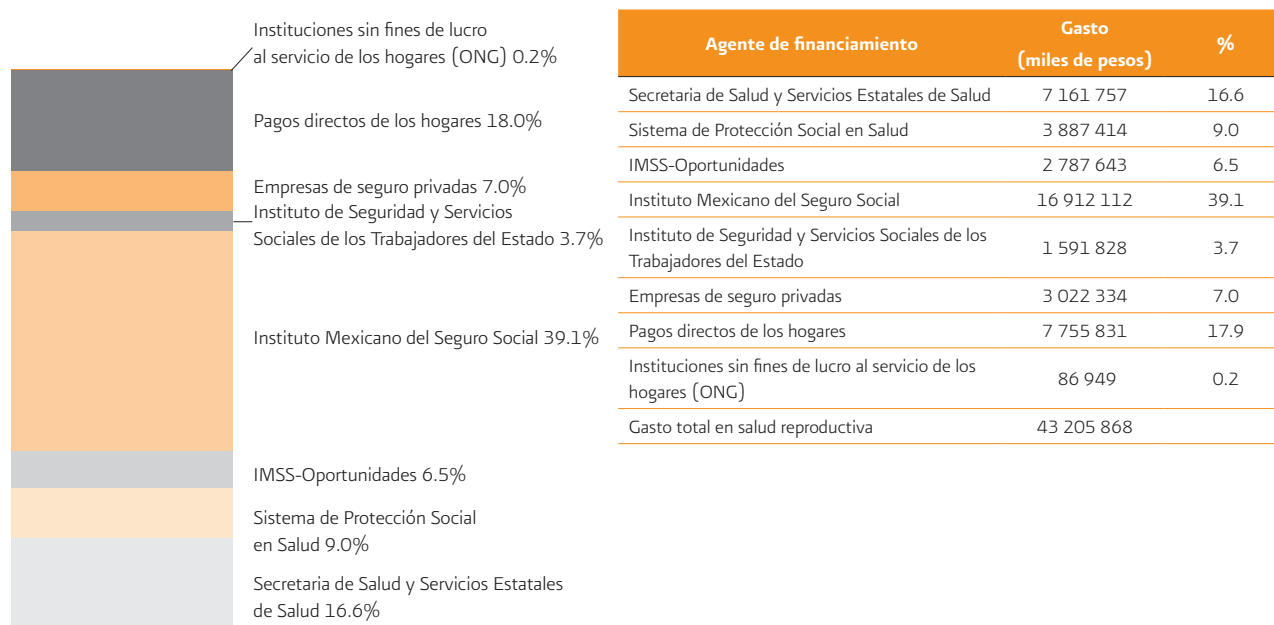 Instituciones sin fines de lucro
al servicio de los hogares (ONG) 0.2%
Pagos directos de los hogares 18.0%
Empresas de seguro privadas 7.0%
Instituto de Seguridad y Servicios
Sociales de los Trabajadores del Estado 3.7%
Instituto Mexicano del Seguro Social 39.1%
IMSS-Oportunidades 6.5%
Sistema de Protección Social
en Salud 9.0%
Secretaria de Salud y Servicios Estatales
de Salud 16.6%
Agente de financiamiento Gasto (miles de pesos) %
Secretaria de Salud y Servicios Estatales de Salud 7 161 757 16.6
Sistema de Protección Social en Salud 3 887 414 9.0
IMSS-Oportunidades 2 787 643 6.5
Instituto Mexicano del Seguro Social 16 912 112 39.1
Instituto de Seguridad y Servicios Sociales de los
Trabajadores del Estado 1 591 828 3.7
Empresas de seguro privadas 3 022 334 7.0
Pagos directos de los hogares 7 755 831 17.9
Instituciones sin fines de lucro al servicio de los
hogares (ONG) 86 949 0.2
Gasto total en salud reproductiva 43 205 868